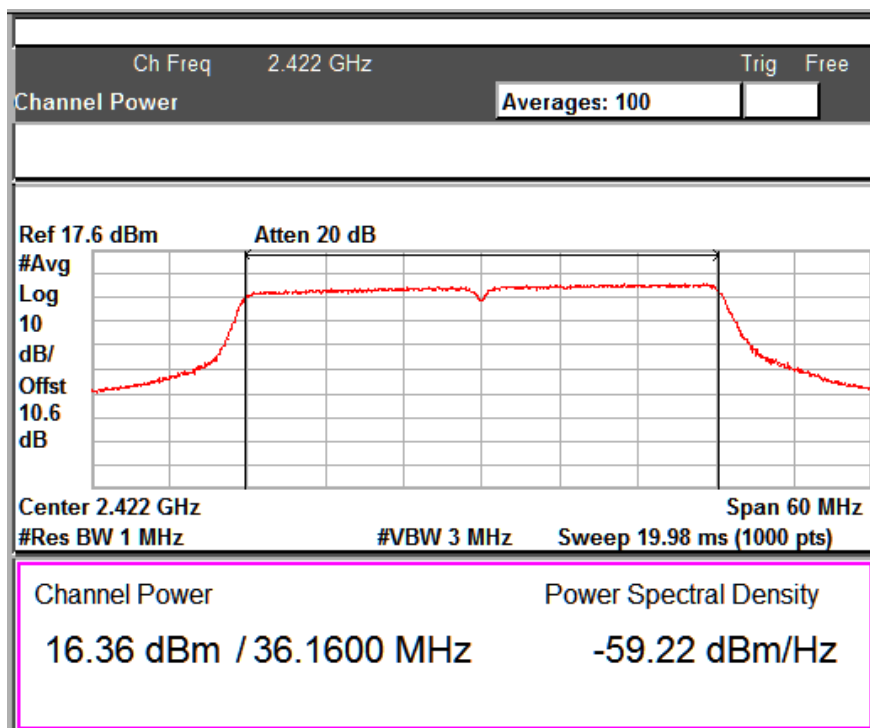 Ch Freq 2.422 GHz Trig Free
Channel Power Averages: 100
Ref 17.6 dBm Atten 20 dB
#Avg
Log
10
dB/
Offst
10.6
dB
Center 2.422 GHz Span 60 MHz
#Res BW 1 MHz #VBW 3 MHz Sweep 19.98 ms (1000 pts)
Channel Power Power Spectral Density
16.36 dBm / 36.1600 MHz -59.22 dBm/Hz